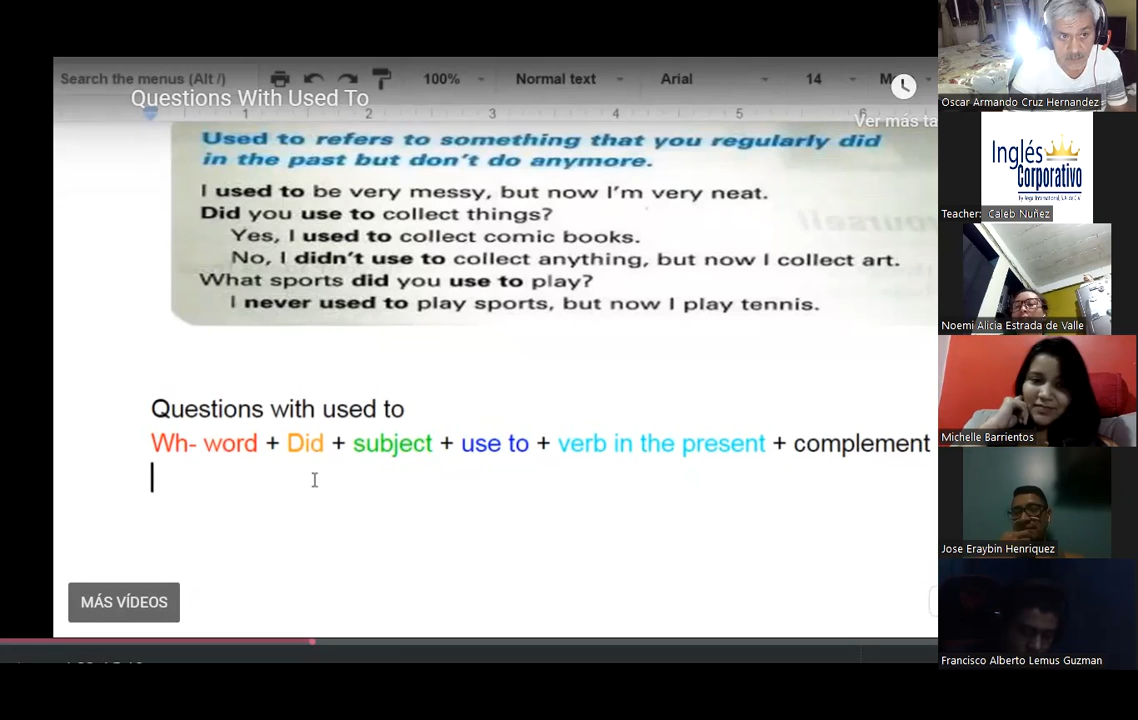 Search the menus (Alt /)
100%
Normal text
Arial
14
Questions With Used To
Ver más ta
1 2 3 4 5 6
Used to refers to something that you regularly did
in the past but don't do anymore.
I used to be very messy, but now I'm very neat.
Did you use to collect things?
Yes, I used to collect comic books.
No, I didn't use to collect anything, but now I collect art.
What sports did you use to play?
I never used to play sports, but now I play tennis.
Questions with used to
Wh- word + Did + subject + use to + verb in the present + complement
MÁS VÍDEOS
Oscar Armando Cruz Hernandez
Inglés
Corporativo
Teacher: Caleb Nuñez
Noemi Alicia Estrada de Valle
Michelle Barrientos
Jose Eraybin Henriquez
Francisco Alberto Lemus Guzman